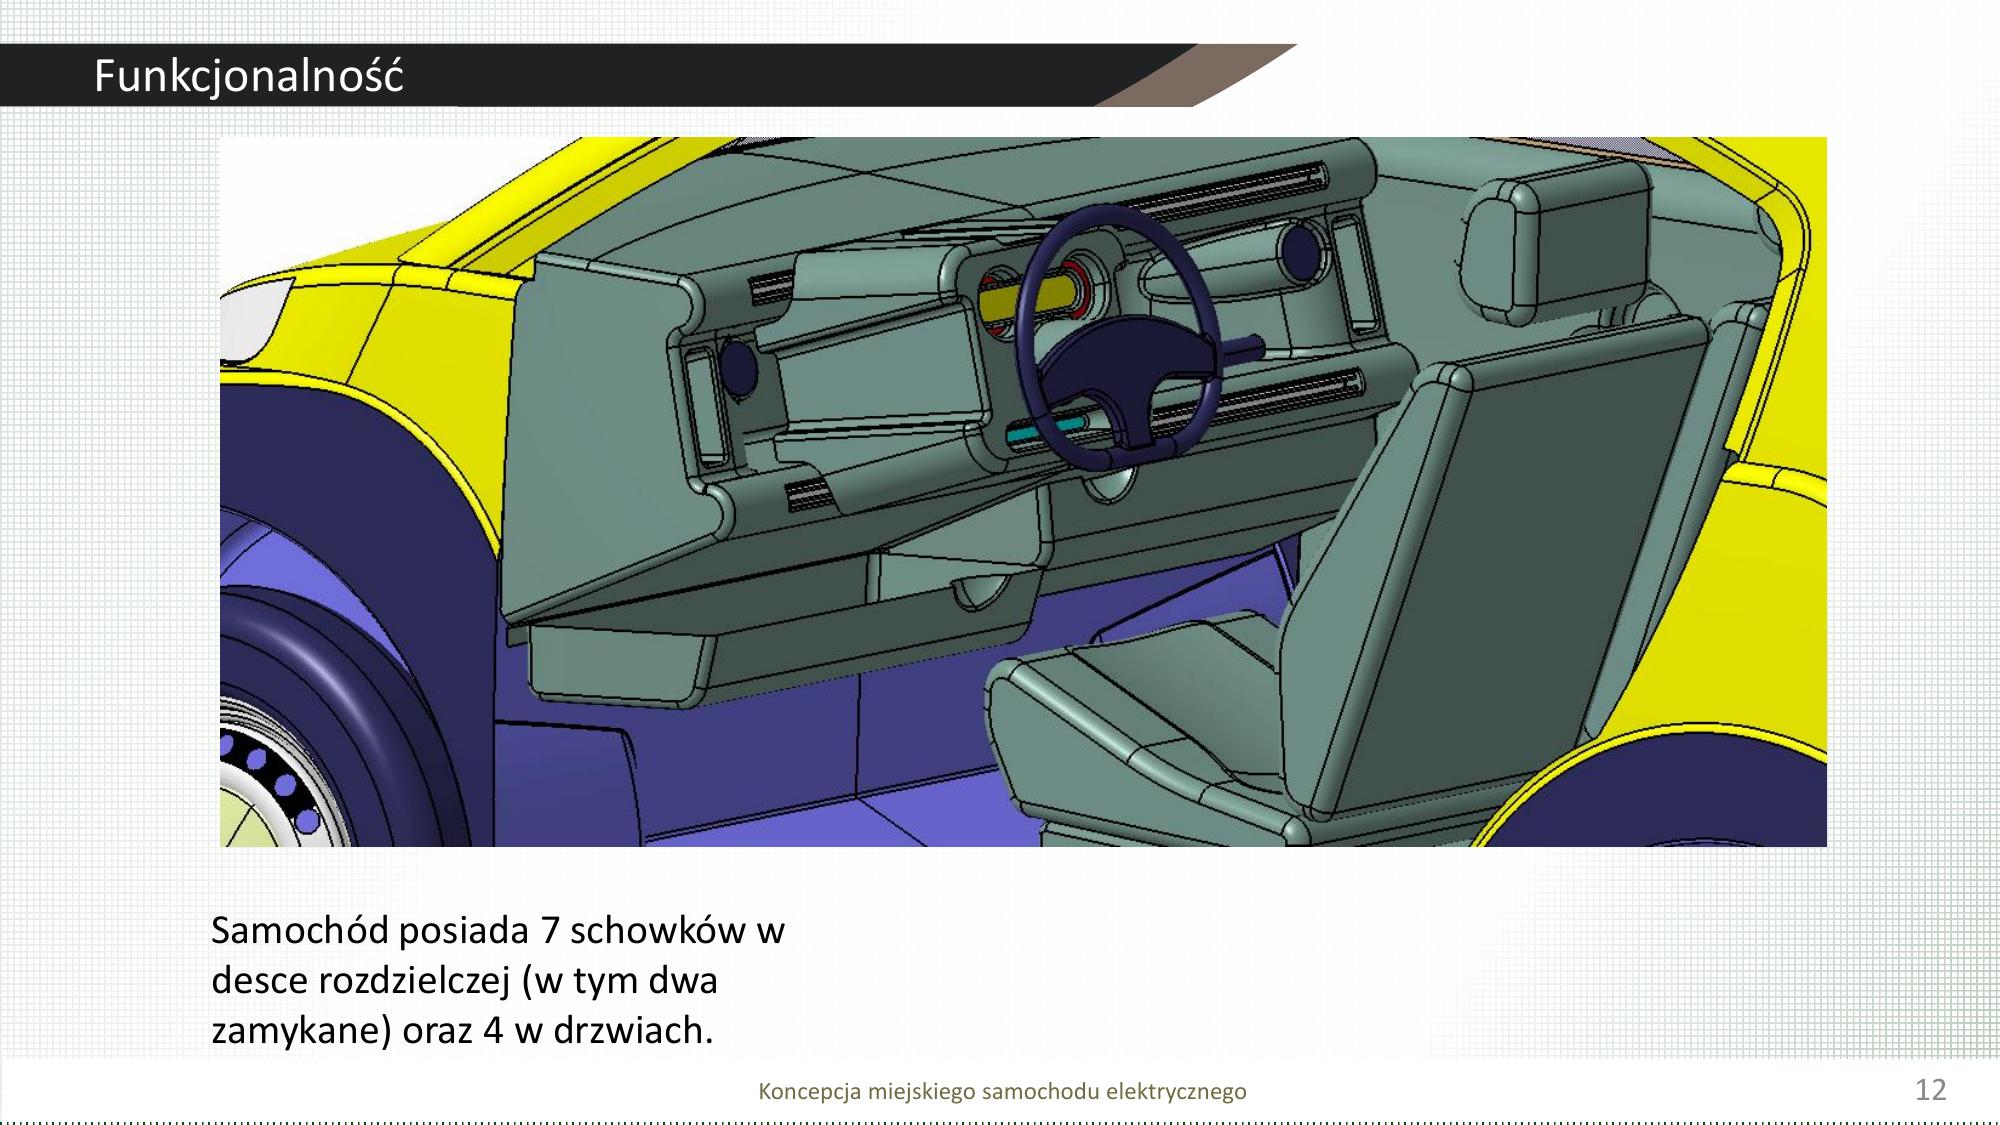 Funkcjonalność
Samochód posiada 7 schowków w
desce rozdzielczej (w tym dwa
zamykane) oraz 4 w drzwiach.
Koncepcja miejskiego samochodu elektrycznego
12